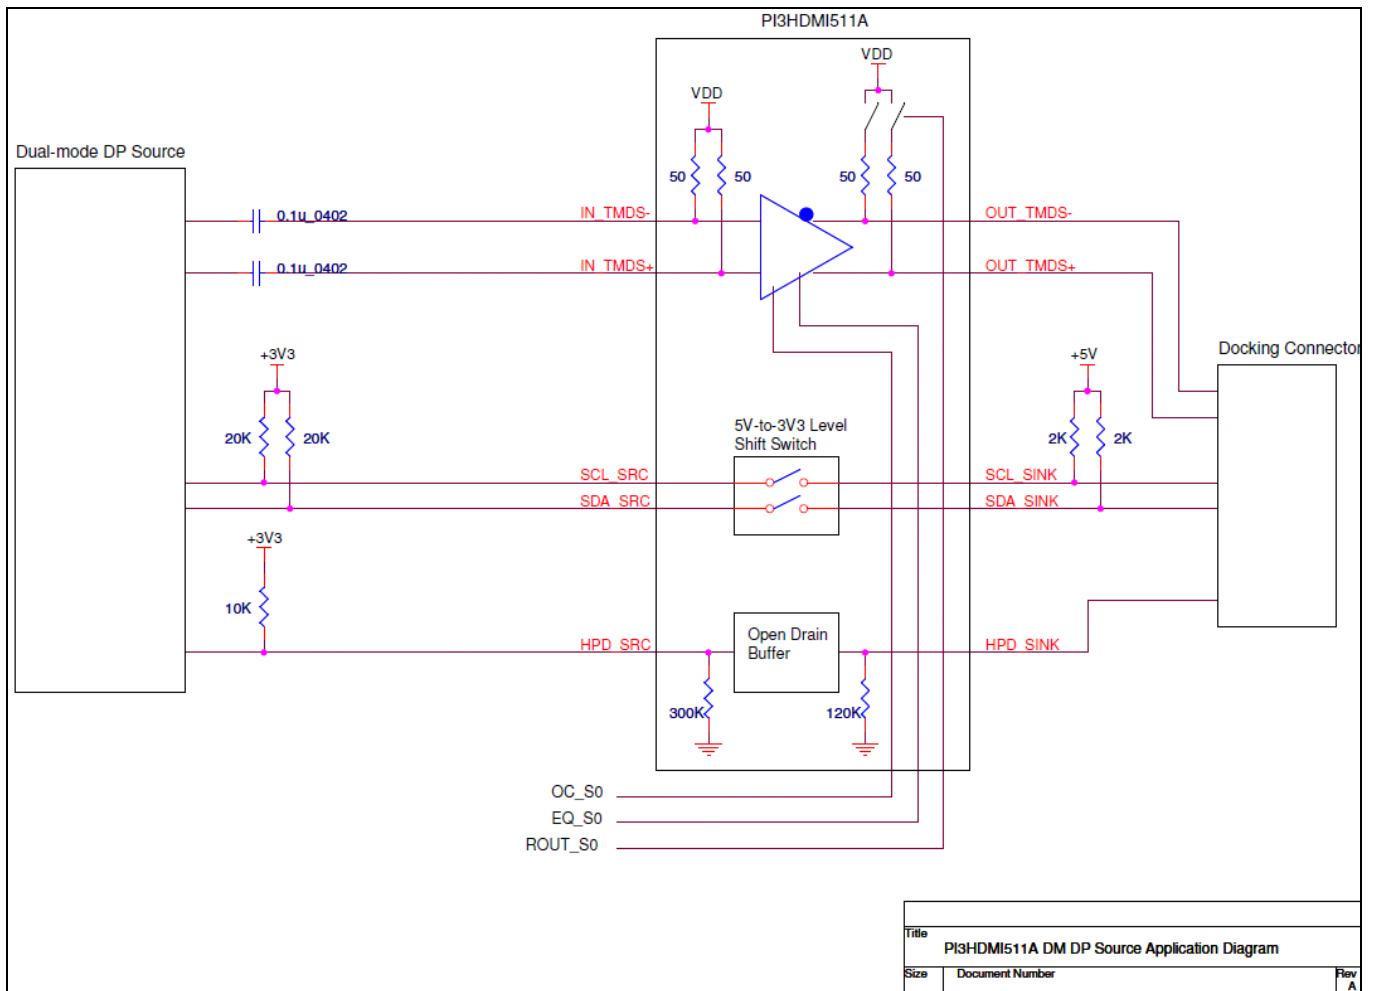 PI3HDMI511A
VDD
VDD
Dual-mode DP Source
50
50
50
50
0.1u_0402
IN_TMDS-
OUT_TMDS-
0.1u_0402
IN_TMDS+
OUT_TMDS+
+3V3
+5V
Docking Connector
20K
20K
5V-to-3V3 Level
Shift Switch
2K
2K
SCL_SRC
SCL_SINK
SDA_SRC
SDA_SINK
+3V3
10K
HPD_SRC
Open Drain
Buffer
HPD_SINK
300K
120K
OC_S0
EQ_S0
ROUT_S0
Title
PI3HDMI511A DM DP Source Application Diagram
Size
Document Number
Rev
A